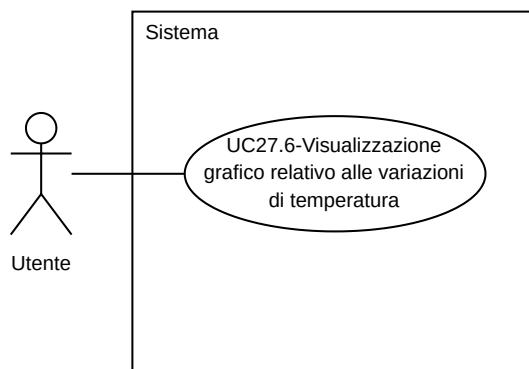 Sistema
UC27.6-Visualizzazione
grafico relativo alle variazioni
di temperatura
Utente